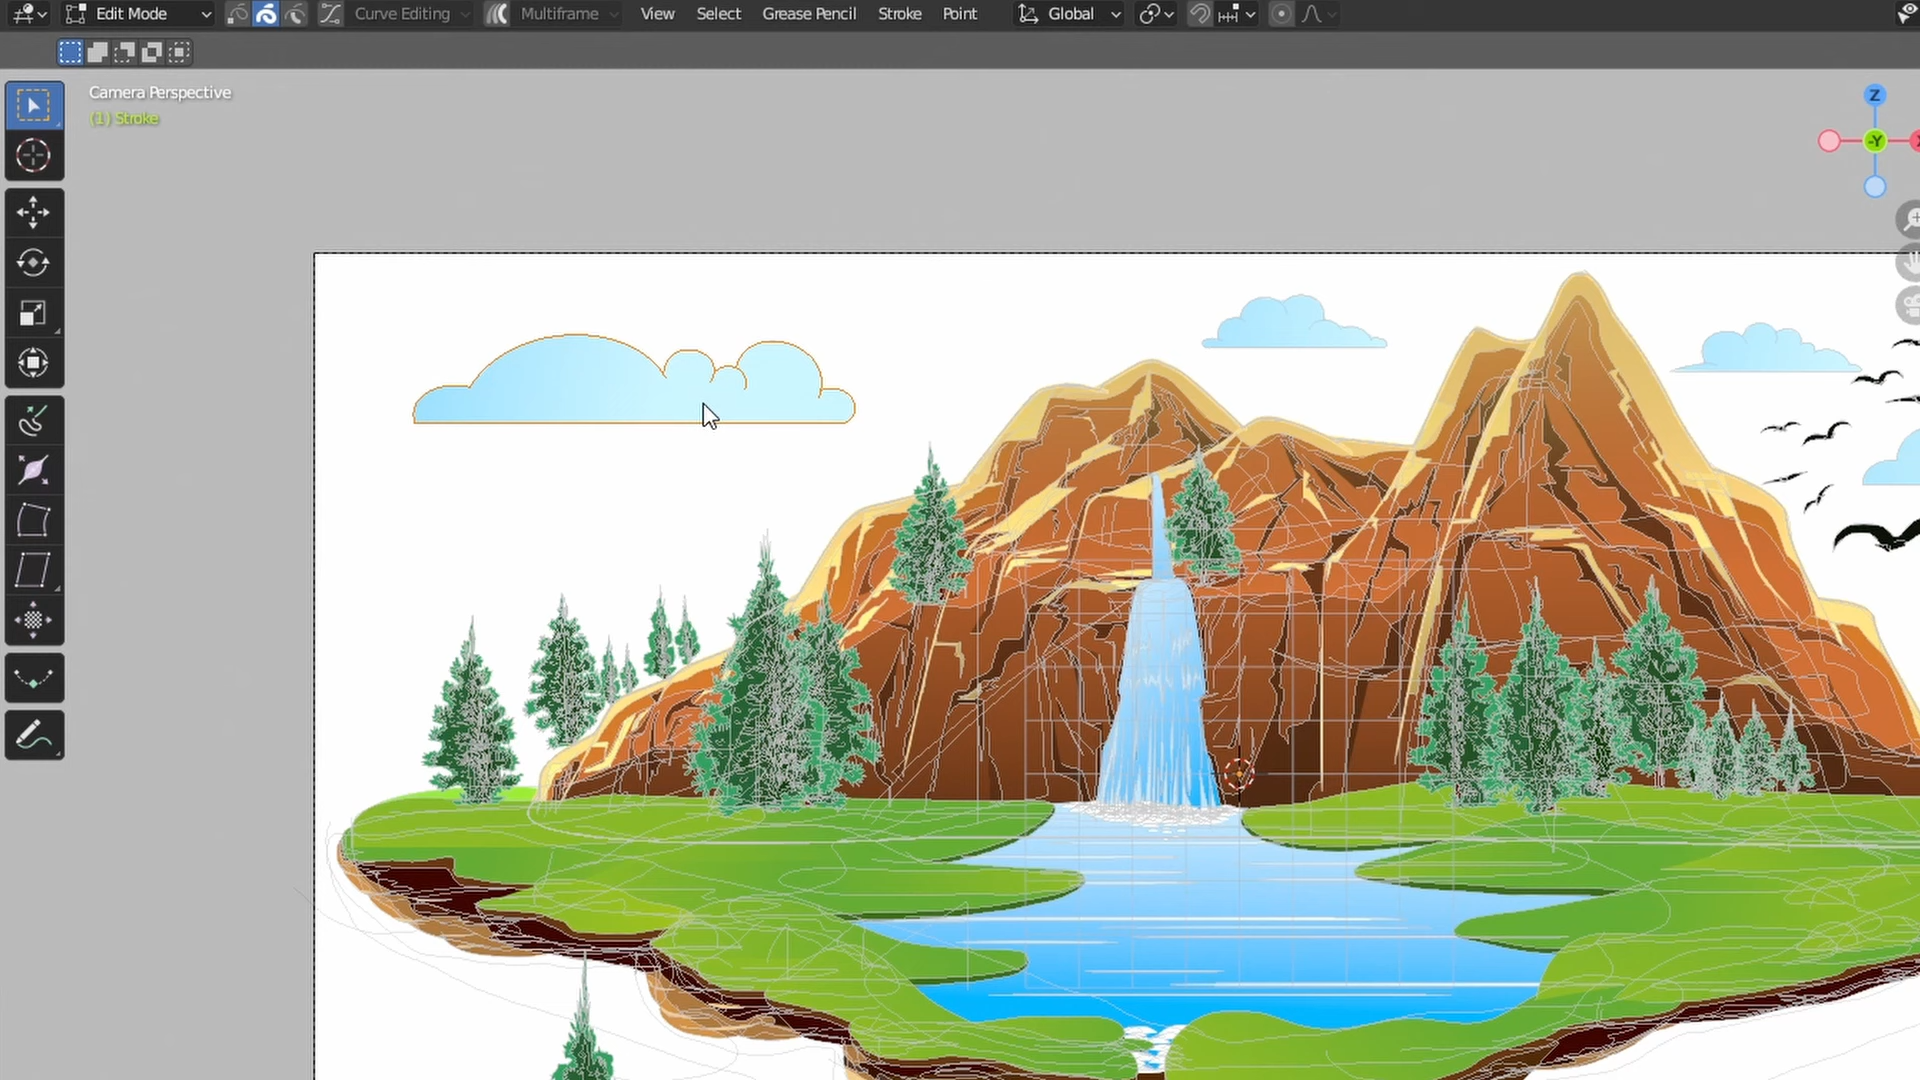 Edit Mode Curve Editing Multiframe View Select Grease Pencil Stroke Point Global
Camera Perspective
(1) Stroke
Z
-Y
X